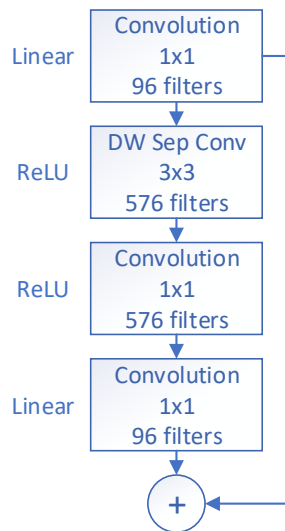 Convolution
Linear 1x1
96 filters
DW Sep Conv
ReLU 3x3
576 filters
Convolution
ReLU 1x1
576 filters
Convolution
Linear 1x1
96 filters
+